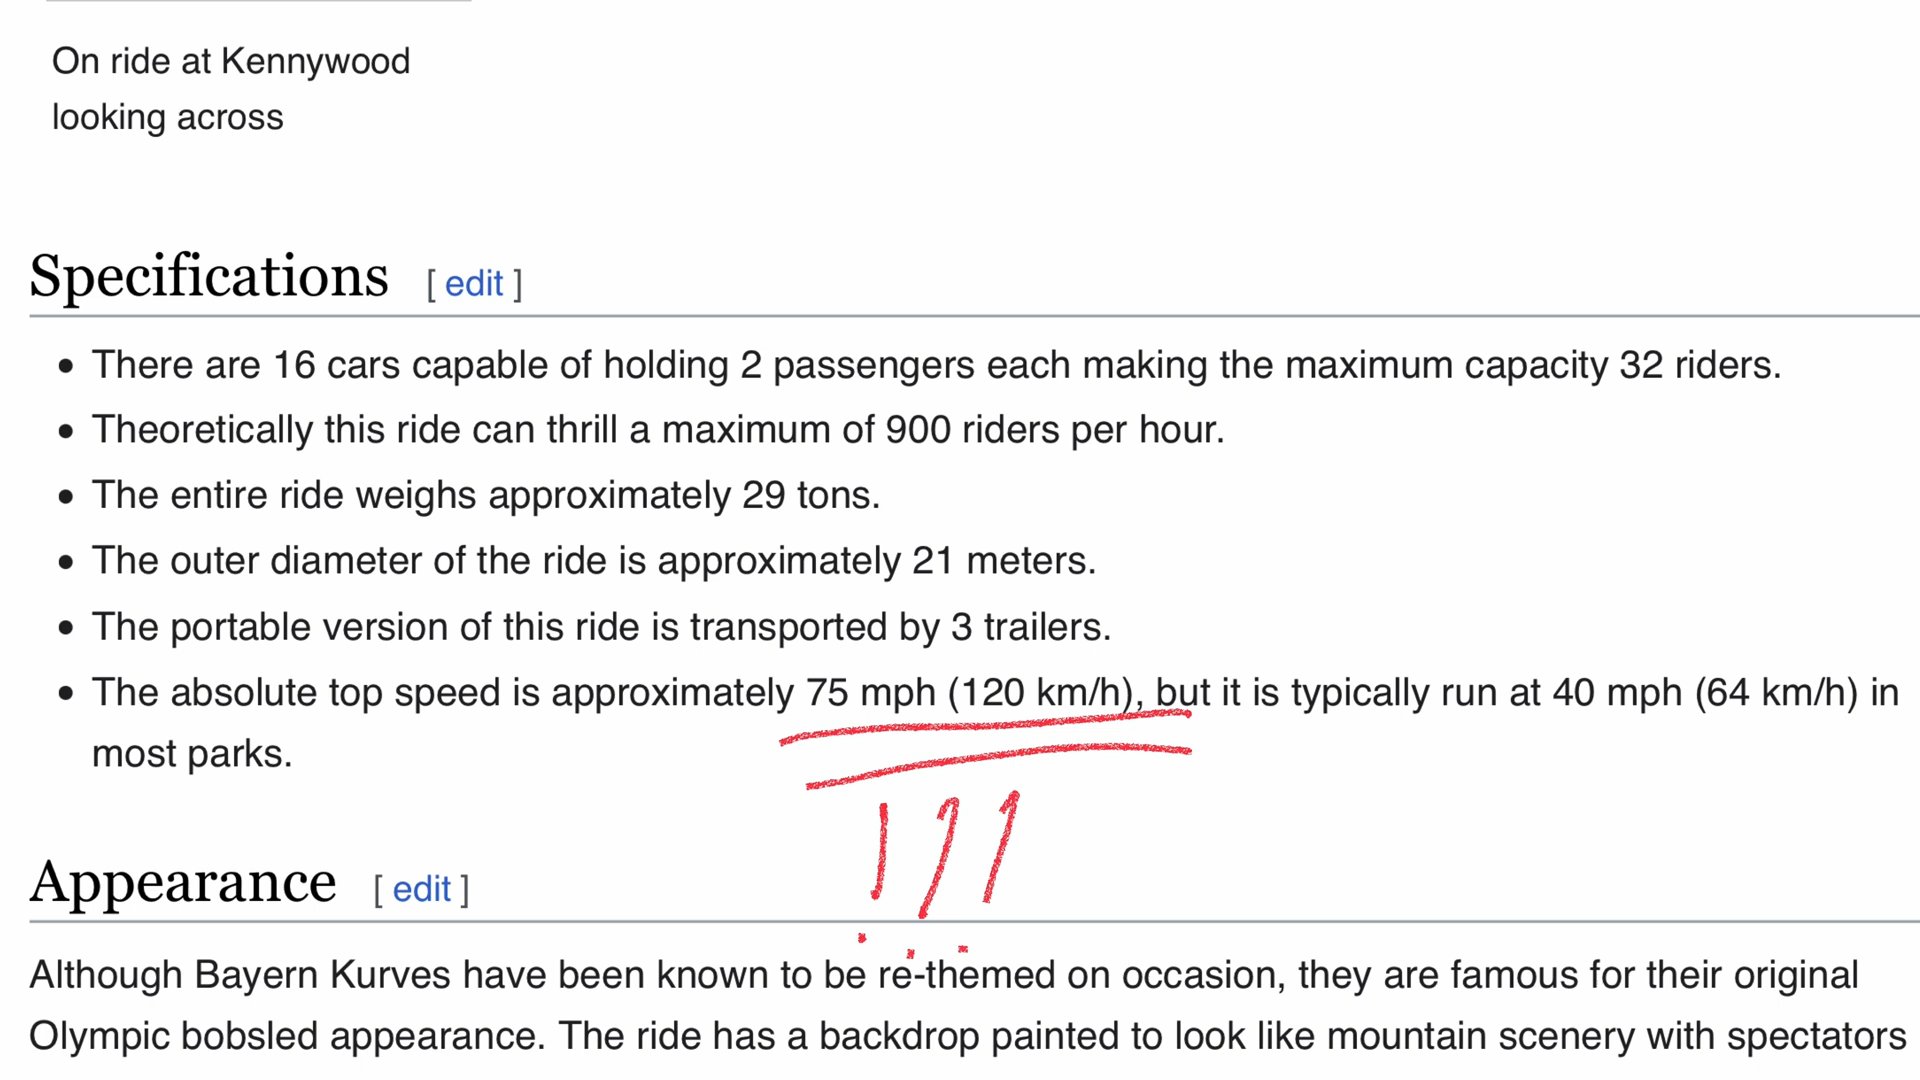 On ride at Kennywood
looking across
Specifications [ edit ]
• There are 16 cars capable of holding 2 passengers each making the maximum capacity 32 riders.
• Theoretically this ride can thrill a maximum of 900 riders per hour.
• The entire ride weighs approximately 29 tons.
• The outer diameter of the ride is approximately 21 meters.
• The portable version of this ride is transported by 3 trailers.
• The absolute top speed is approximately 75 mph (120 km/h), but it is typically run at 40 mph (64 km/h) in
most parks.
!!!
Appearance [ edit ]
Although Bayern Kurves have been known to be re-themed on occasion, they are famous for their original
Olympic bobsled appearance. The ride has a backdrop painted to look like mountain scenery with spectators